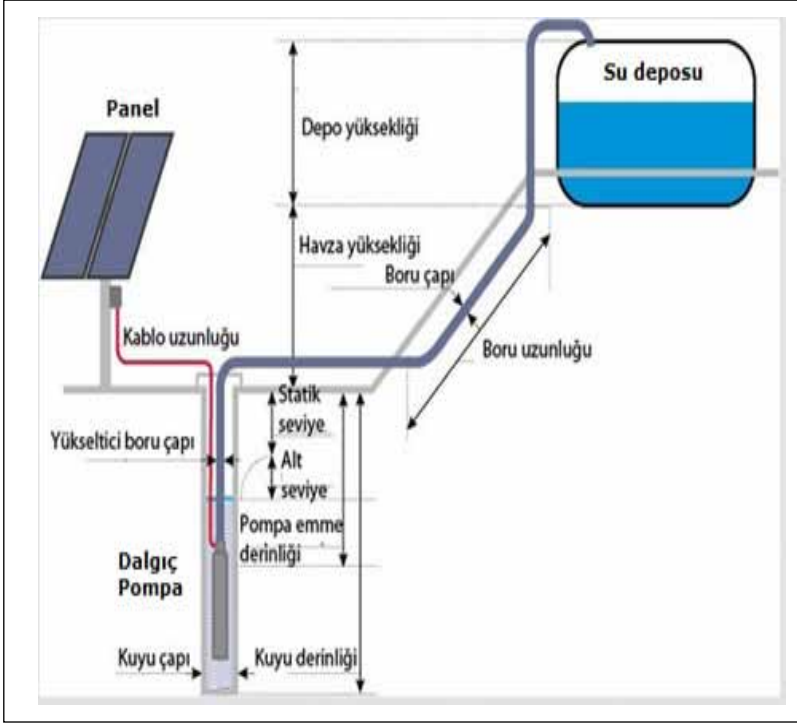 Su deposu
Panel
Depo yüksekliği
Havza yüksekliği
Boru çapı
Kablo uzunluğu
Boru uzunluğu
Statik
seviye
Yükseltici boru çapı
Alt
seviye
Pompa emme
derinliği
Dalgıç
Pompa
Kuyu çapı
Kuyu derinliği